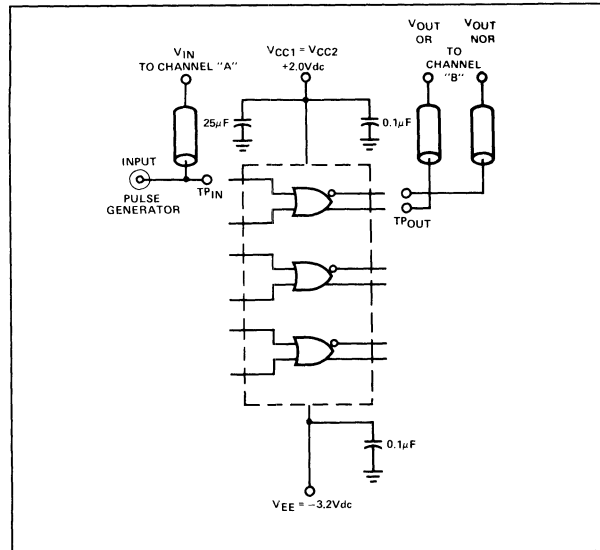 VIN
TO CHANNEL "A"
VCC1 = VCC2
+2.0Vdc
VOUT
OR
VOUT
NOR
TO
CHANNEL
"B"
25μF
0.1μF
INPUT
PULSE
GENERATOR
TPIN
TPOUT
0.1μF
VEE = −3.2Vdc